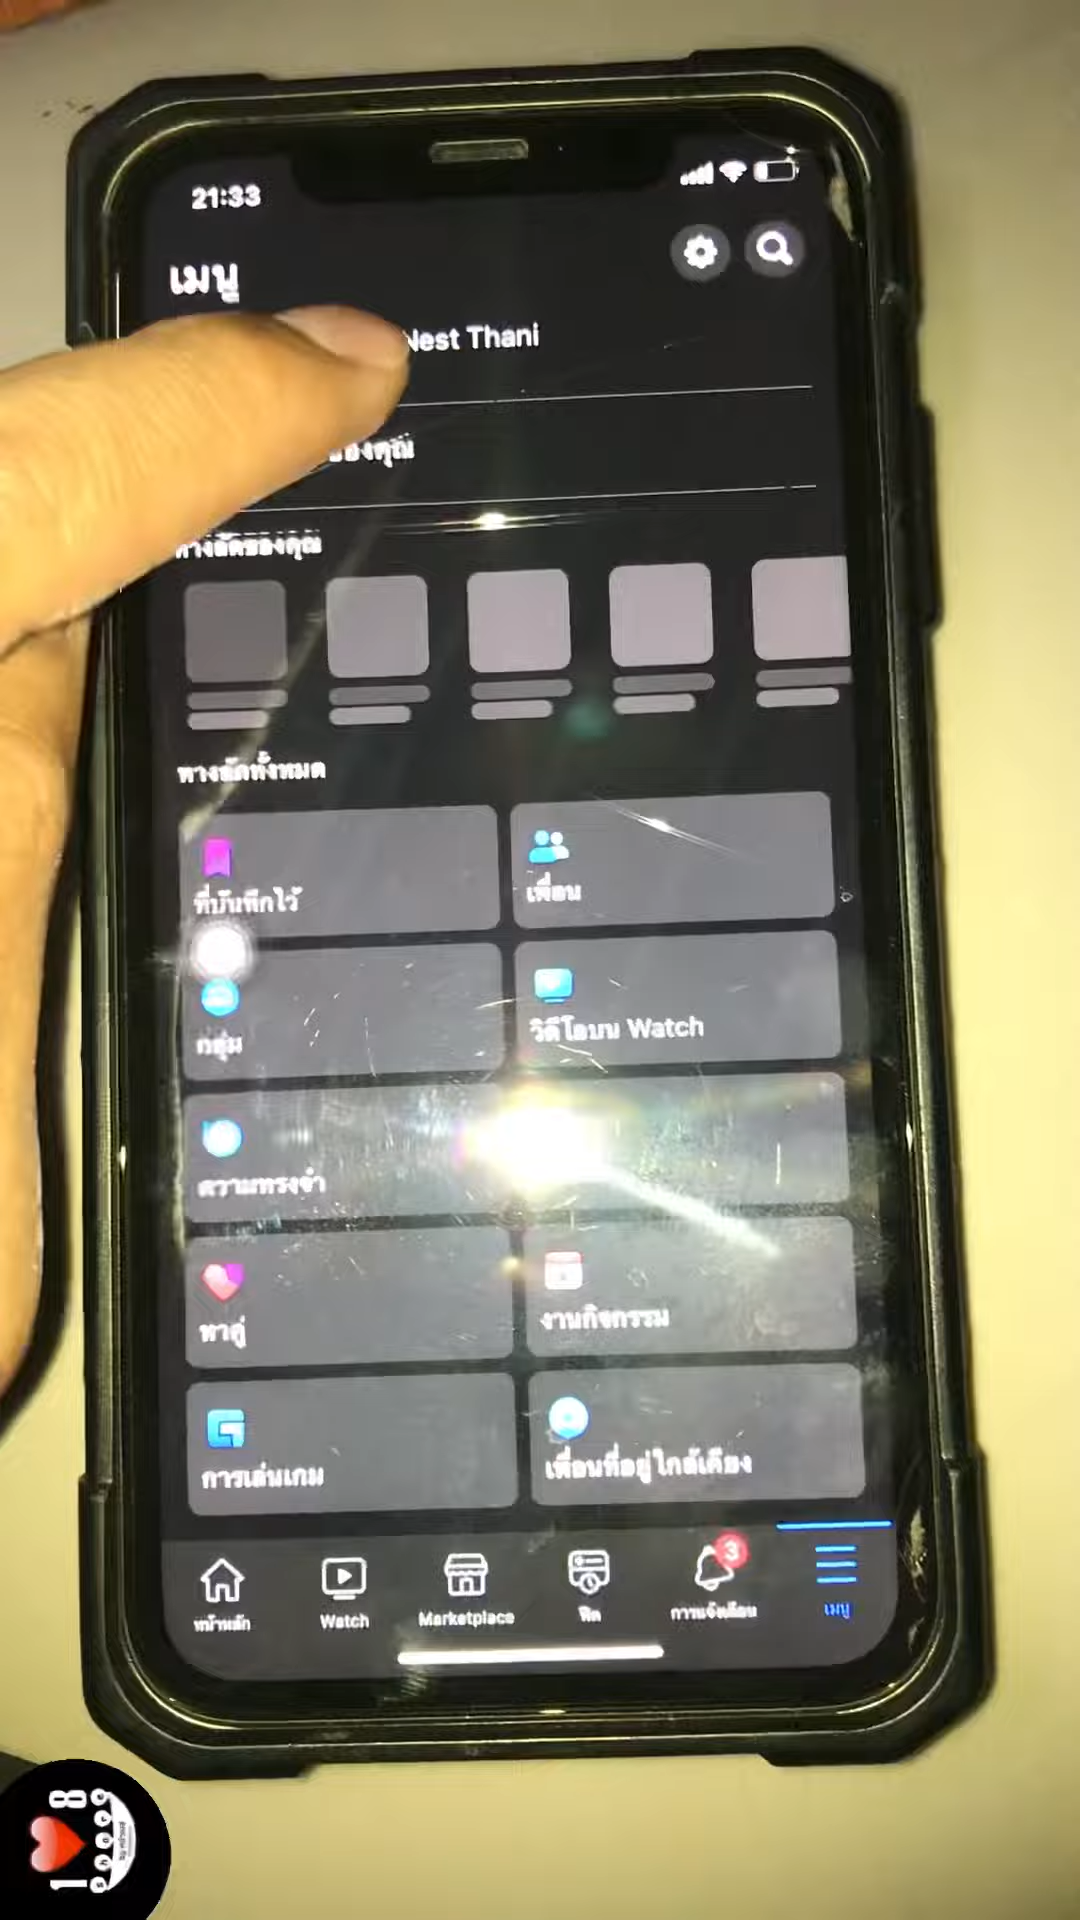 21:33
เมนู
Nest Thani
ของคุณ
ทางลัดของคุณ
ทางลัดทั้งหมด
ที่บันทึกไว้
เพื่อน
กลุ่ม
วิดีโอบน Watch
ความทรงจำ
หาคู่
งานกิจกรรม
การเล่นเกม
เพื่อนที่อยู่ใกล้เคียง
3
หน้าหลัก
Watch
Marketplace
ฟีด
การแจ้งเตือน
เมนู
1
8